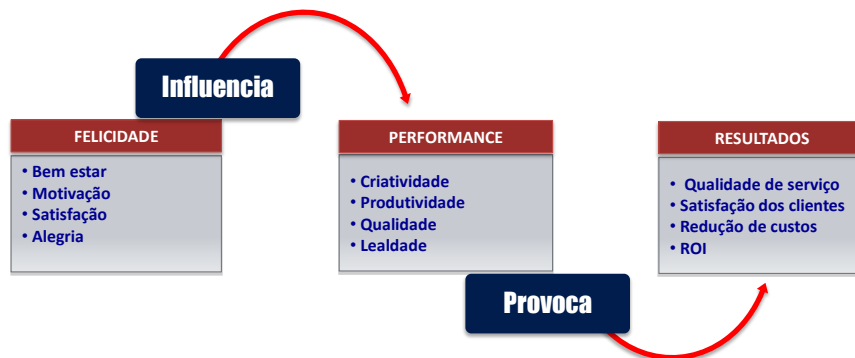 Influencia
FELICIDADE
• Bem estar
• Motivação
• Satisfação
• Alegria
PERFORMANCE
• Criatividade
• Produtividade
• Qualidade
• Lealdade
Provoca
RESULTADOS
• Qualidade de serviço
• Satisfação dos clientes
• Redução de custos
• ROI